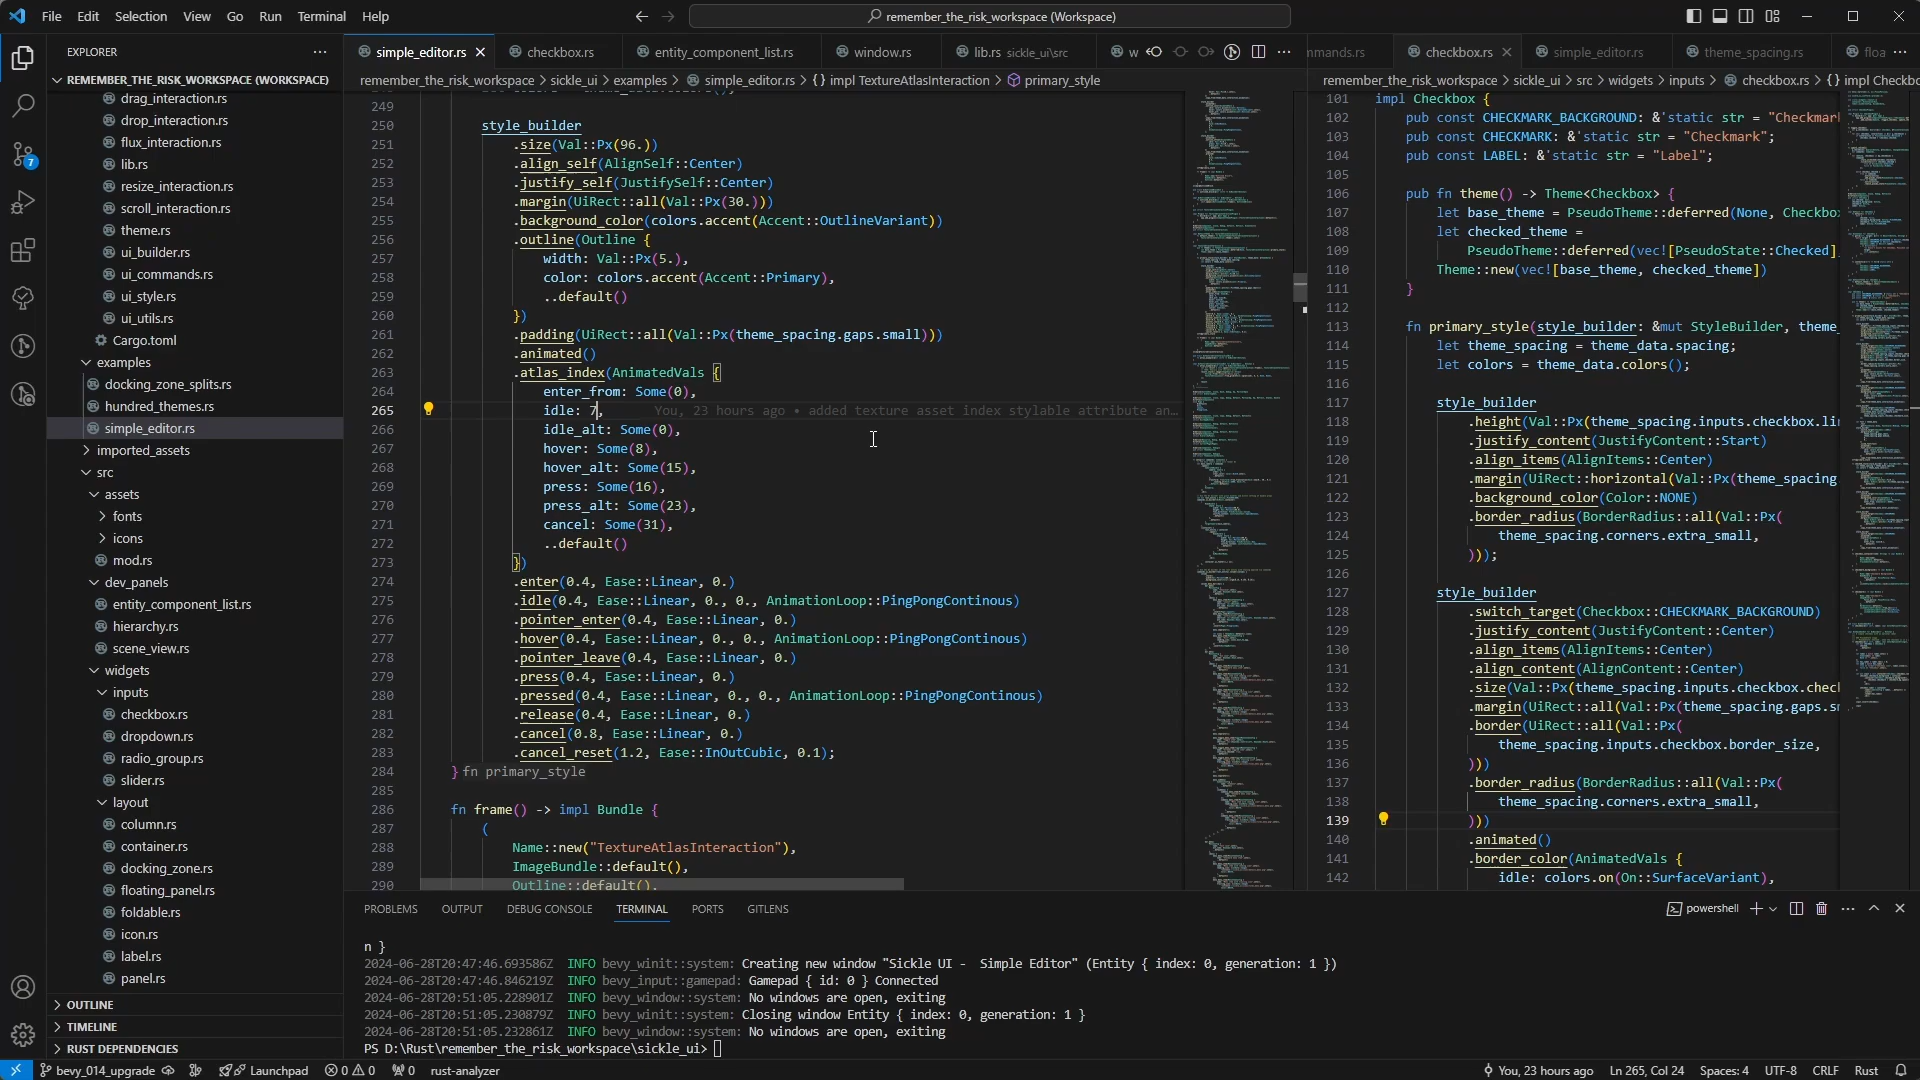 File Edit Selection View Go Run Terminal Help
remember_the_risk_workspace (Workspace)
EXPLORER
REMEMBER_THE_RISK_WORKSPACE (WORKSPACE)
drag_interaction.rs
drop_interaction.rs
flux_interaction.rs
lib.rs
resize_interaction.rs
scroll_interaction.rs
theme.rs
ui_builder.rs
ui_commands.rs
ui_style.rs
ui_utils.rs
Cargo.toml
examples
docking_zone_splits.rs
hundred_themes.rs
simple_editor.rs
imported_assets
src
assets
fonts
icons
mod.rs
dev_panels
entity_component_list.rs
hierarchy.rs
scene_view.rs
widgets
inputs
checkbox.rs
dropdown.rs
radio_group.rs
slider.rs
layout
column.rs
container.rs
docking_zone.rs
floating_panel.rs
foldable.rs
icon.rs
label.rs
panel.rs
OUTLINE
TIMELINE
RUST DEPENDENCIES
7
simple_editor.rs checkbox.rs entity_component_list.rs window.rs lib.rs sickle_ui\src w
remember_the_risk_workspace > sickle_ui > examples > simple_editor.rs > {} impl TextureAtlasInteraction > primary_style
249
250 style_builder
251 .size(Val::Px(96.))
252 .align_self(AlignSelf::Center)
253 .justify_self(JustifySelf::Center)
254 .margin(UiRect::all(Val::Px(30.)))
255 .background_color(colors.accent(Accent::OutlineVariant))
256 .outline(Outline {
257 width: Val::Px(5.),
258 color: colors.accent(Accent::Primary),
259 ..default()
260 })
261 .padding(UiRect::all(Val::Px(theme_spacing.gaps.small)))
262 .animated()
263 .atlas_index(AnimatedVals {
264 enter_from: Some(0),
265 idle: 7, You, 23 hours ago • added texture asset index stylable attribute an…
266 idle_alt: Some(0),
267 hover: Some(8),
268 hover_alt: Some(15),
269 press: Some(16),
270 press_alt: Some(23),
271 cancel: Some(31),
272 ..default()
273 })
274 .enter(0.4, Ease::Linear, 0.)
275 .idle(0.4, Ease::Linear, 0., 0., AnimationLoop::PingPongContinous)
276 .pointer_enter(0.4, Ease::Linear, 0.)
277 .hover(0.4, Ease::Linear, 0., 0., AnimationLoop::PingPongContinous)
278 .pointer_leave(0.4, Ease::Linear, 0.)
279 .press(0.4, Ease::Linear, 0.)
280 .pressed(0.4, Ease::Linear, 0., 0., AnimationLoop::PingPongContinous)
281 .release(0.4, Ease::Linear, 0.)
282 .cancel(0.8, Ease::Linear, 0.)
283 .cancel_reset(1.2, Ease::InOutCubic, 0.1);
284 } fn primary_style
285
286 fn frame() -> impl Bundle {
287 (
288 Name::new("TextureAtlasInteraction"),
289 ImageBundle::default(),
290 Outline::default(),
mmands.rs checkbox.rs simple_editor.rs theme_spacing.rs floa
remember_the_risk_workspace > sickle_ui > src > widgets > inputs > checkbox.rs > {} impl Checkbo
101 impl Checkbox {
102 pub const CHECKMARK_BACKGROUND: &'static str = "Checkmar
103 pub const CHECKMARK: &'static str = "Checkmark";
104 pub const LABEL: &'static str = "Label";
105
106 pub fn theme() -> Theme<Checkbox> {
107 let base_theme = PseudoTheme::deferred(None, Checkbo
108 let checked_theme =
109 PseudoTheme::deferred(vec![PseudoState::Checked]
110 Theme::new(vec![base_theme, checked_theme])
111 }
112
113 fn primary_style(style_builder: &mut StyleBuilder, theme_
114 let theme_spacing = theme_data.spacing;
115 let colors = theme_data.colors();
116
117 style_builder
118 .height(Val::Px(theme_spacing.inputs.checkbox.li
119 .justify_content(JustifyContent::Start)
120 .align_items(AlignItems::Center)
121 .margin(UiRect::horizontal(Val::Px(theme_spacing
122 .background_color(Color::NONE)
123 .border_radius(BorderRadius::all(Val::Px(
124 theme_spacing.corners.extra_small,
125 )));
126
127 style_builder
128 .switch_target(Checkbox::CHECKMARK_BACKGROUND)
129 .justify_content(JustifyContent::Center)
130 .align_items(AlignItems::Center)
131 .align_content(AlignContent::Center)
132 .size(Val::Px(theme_spacing.inputs.checkbox.chec
133 .margin(UiRect::all(Val::Px(theme_spacing.gaps.s
134 .border(UiRect::all(Val::Px(
135 theme_spacing.inputs.checkbox.border_size,
136 )))
137 .border_radius(BorderRadius::all(Val::Px(
138 theme_spacing.corners.extra_small,
139 )))
140 .animated()
141 .border_color(AnimatedVals {
142 idle: colors.on(On::SurfaceVariant),
PROBLEMS OUTPUT DEBUG CONSOLE TERMINAL PORTS GITLENS
powershell
n }
2024-06-28T20:47:46.693586Z INFO bevy_winit::system: Creating new window "Sickle UI - Simple Editor" (Entity { index: 0, generation: 1 })
2024-06-28T20:47:46.846219Z INFO bevy_input::gamepad: Gamepad { id: 0 } Connected
2024-06-28T20:51:05.228901Z INFO bevy_window::system: No windows are open, exiting
2024-06-28T20:51:05.230879Z INFO bevy_winit::system: Closing window Entity { index: 0, generation: 1 }
2024-06-28T20:51:05.232861Z INFO bevy_window::system: No windows are open, exiting
PS D:\Rust\remember_the_risk_workspace\sickle_ui>
bevy_014_upgrade Launchpad 0 0 0 rust-analyzer You, 23 hours ago Ln 265, Col 24 Spaces: 4 UTF-8 CRLF Rust